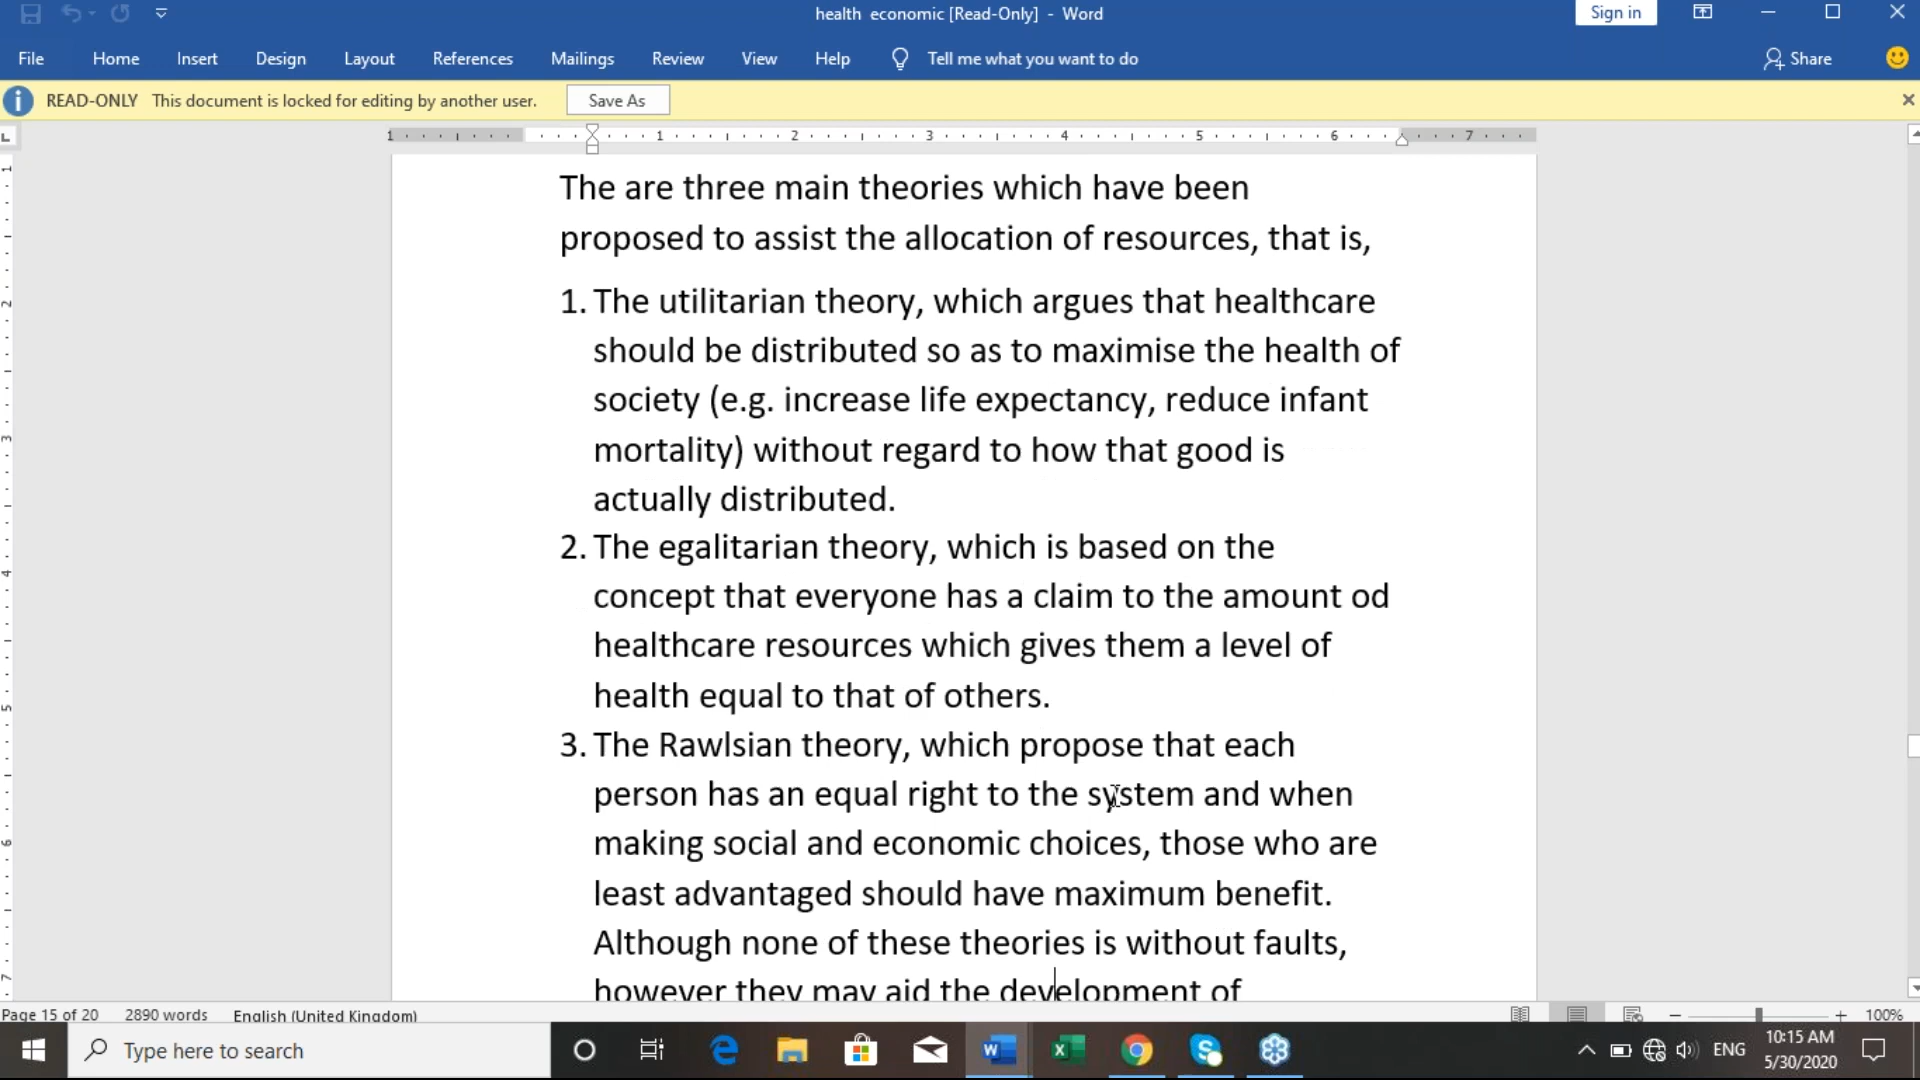 health economic [Read-Only] - Word
Sign in
File Home Insert Design Layout References Mailings Review View Help Tell me what you want to do Share
READ-ONLY This document is locked for editing by another user. Save As
1 1 2 3 4 5 6 7
The are three main theories which have been
proposed to assist the allocation of resources, that is,
1. The utilitarian theory, which argues that healthcare
should be distributed so as to maximise the health of
society (e.g. increase life expectancy, reduce infant
mortality) without regard to how that good is
actually distributed.
2. The egalitarian theory, which is based on the
concept that everyone has a claim to the amount od
healthcare resources which gives them a level of
health equal to that of others.
3. The Rawlsian theory, which propose that each
person has an equal right to the system and when
making social and economic choices, those who are
least advantaged should have maximum benefit.
Although none of these theories is without faults,
however they may aid the development of
Page 15 of 20 2890 words English (United Kingdom) 100%
Type here to search
ENG
10:15 AM
5/30/2020